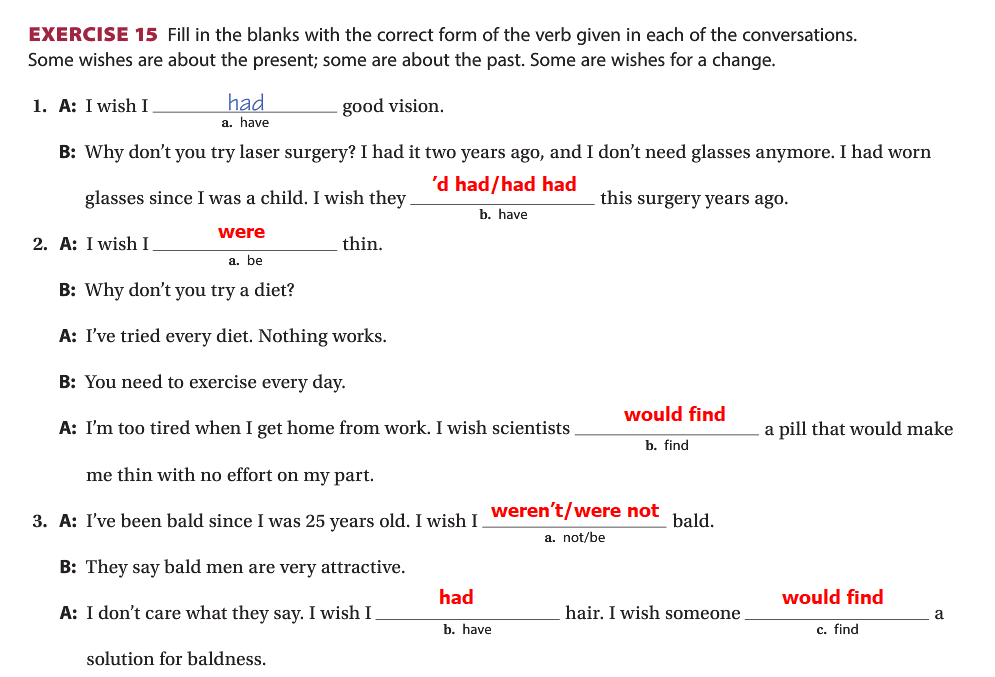 EXERCISE 15 Fill in the blanks with the correct form of the verb given in each of the conversations.
Some wishes are about the present; some are about the past. Some are wishes for a change.
1. A: I wish I had good vision.
a. have
B: Why don't you try laser surgery? I had it two years ago, and I don't need glasses anymore. I had worn
glasses since I was a child. I wish they 'd had/had had this surgery years ago.
b. have
2. A: I wish I were thin.
a. be
B: Why don't you try a diet?
A: I've tried every diet. Nothing works.
B: You need to exercise every day.
A: I'm too tired when I get home from work. I wish scientists would find a pill that would make
b. find
me thin with no effort on my part.
3. A: I've been bald since I was 25 years old. I wish I weren't/were not bald.
a. not/be
B: They say bald men are very attractive.
A: I don't care what they say. I wish I had hair. I wish someone would find a
b. have c. find
solution for baldness.